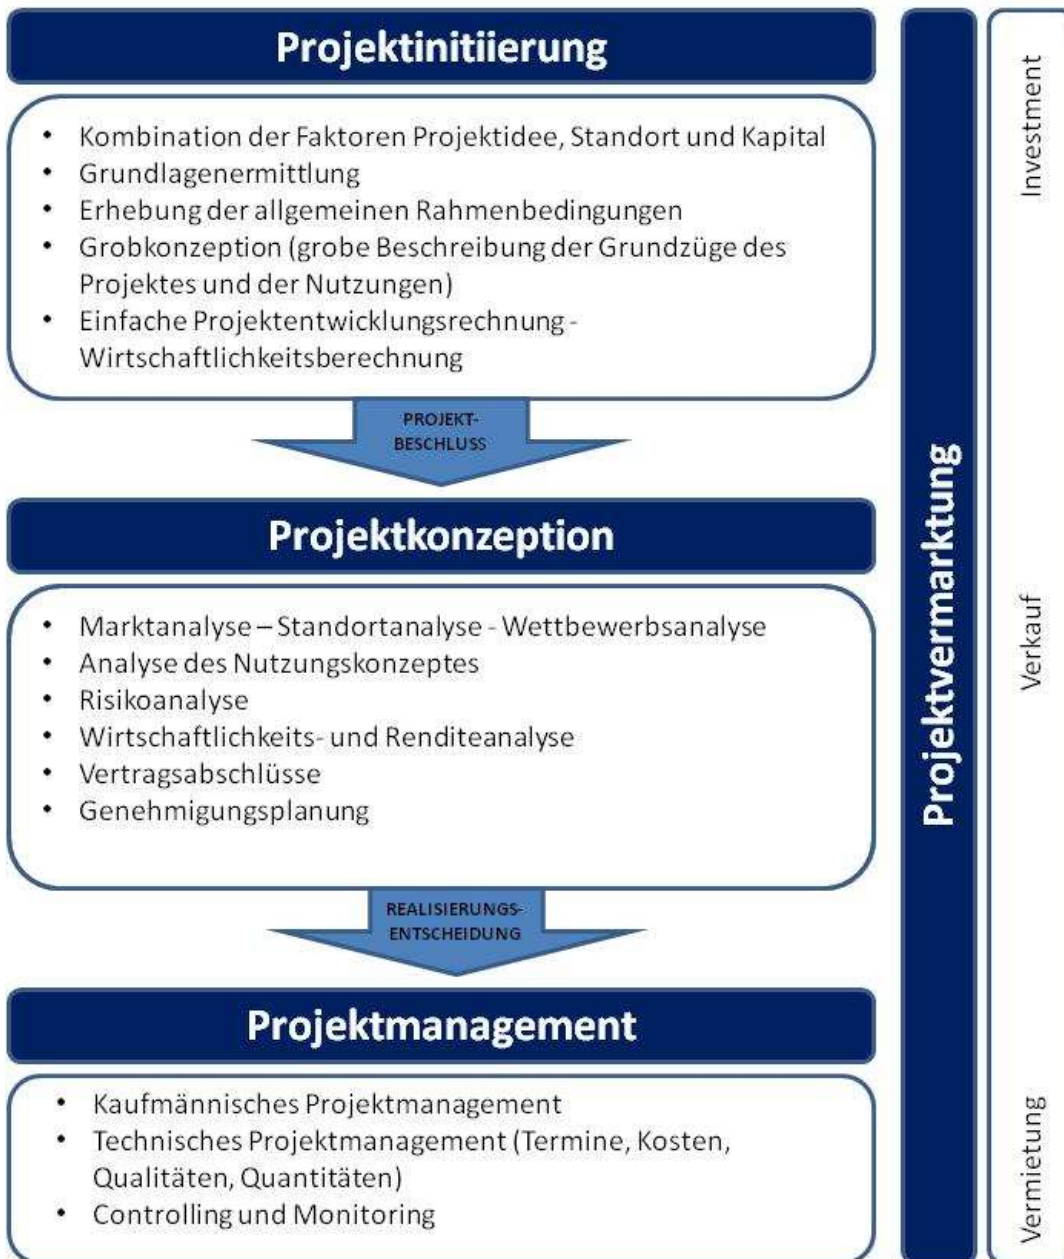 Projektinitiierung
• Kombination der Faktoren Projektidee, Standort und Kapital
• Grundlagenermittlung
• Erhebung der allgemeinen Rahmenbedingungen
• Grobkonzeption (grobe Beschreibung der Grundzüge des
Projektes und der Nutzungen)
• Einfache Projektentwicklungsrechnung -
Wirtschaftlichkeitsberechnung
PROJEKT-
BESCHLUSS
Projektkonzeption
• Marktanalyse – Standortanalyse - Wettbewerbsanalyse
• Analyse des Nutzungskonzeptes
• Risikoanalyse
• Wirtschaftlichkeits- und Renditeanalyse
• Vertragsabschlüsse
• Genehmigungsplanung
REALISIERUNGS-
ENTSCHEIDUNG
Projektmanagement
• Kaufmännisches Projektmanagement
• Technisches Projektmanagement (Termine, Kosten,
Qualitäten, Quantitäten)
• Controlling und Monitoring
Projektvermarktung
Investment
Verkauf
Vermietung